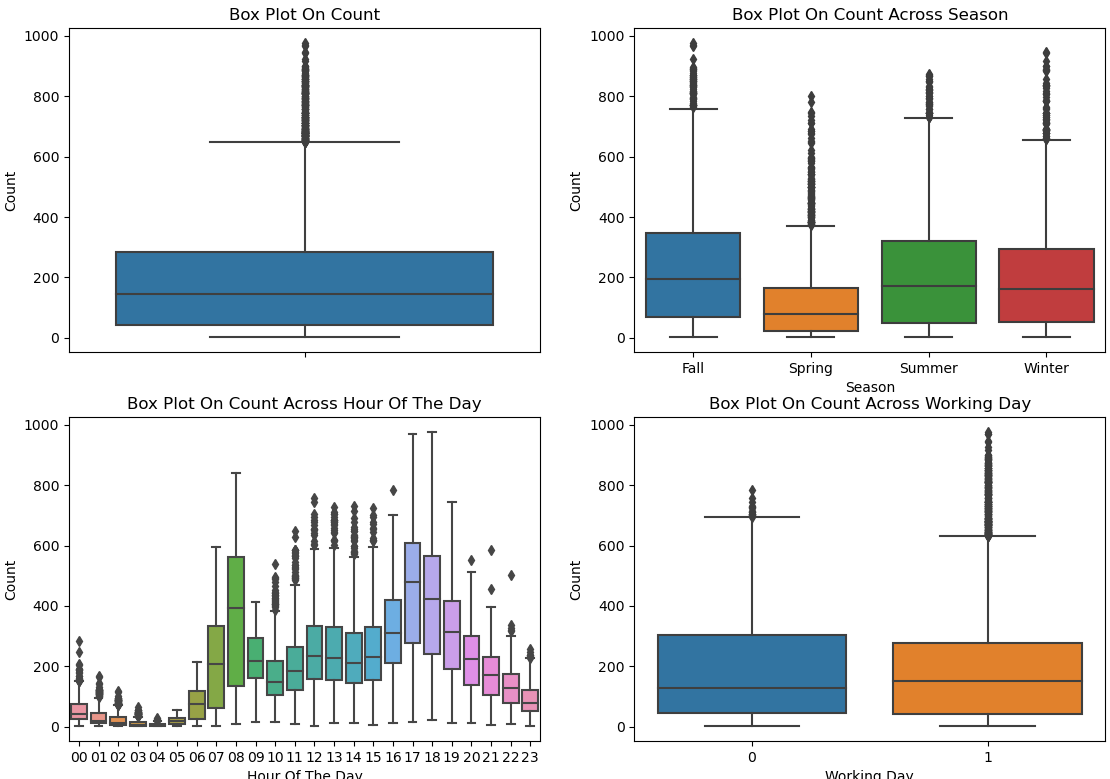 Box Plot On Count
Count
1000
800
600
400
200
0
Box Plot On Count Across Season
Count
1000
800
600
400
200
0
Fall Spring Summer Winter
Season
Box Plot On Count Across Hour Of The Day
Count
1000
800
600
400
200
0
00 01 02 03 04 05 06 07 08 09 10 11 12 13 14 15 16 17 18 19 20 21 22 23
Hour Of The Day
Box Plot On Count Across Working Day
Count
1000
800
600
400
200
0
0 1
Working Day